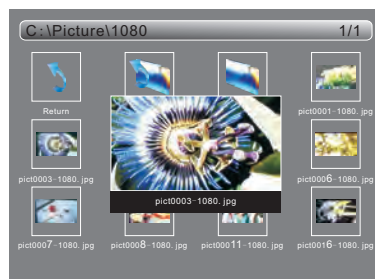 C:\Picture\1080 1/1
Return
pict0001-1080. jpg
pict0003-1080. jpg
pict0006-1080. jpg
pict0003-1080. jpg
pict0007-1080. jpg pict0008-1080. jpg pict00011-1080. jpg pict0016-1080. jpg